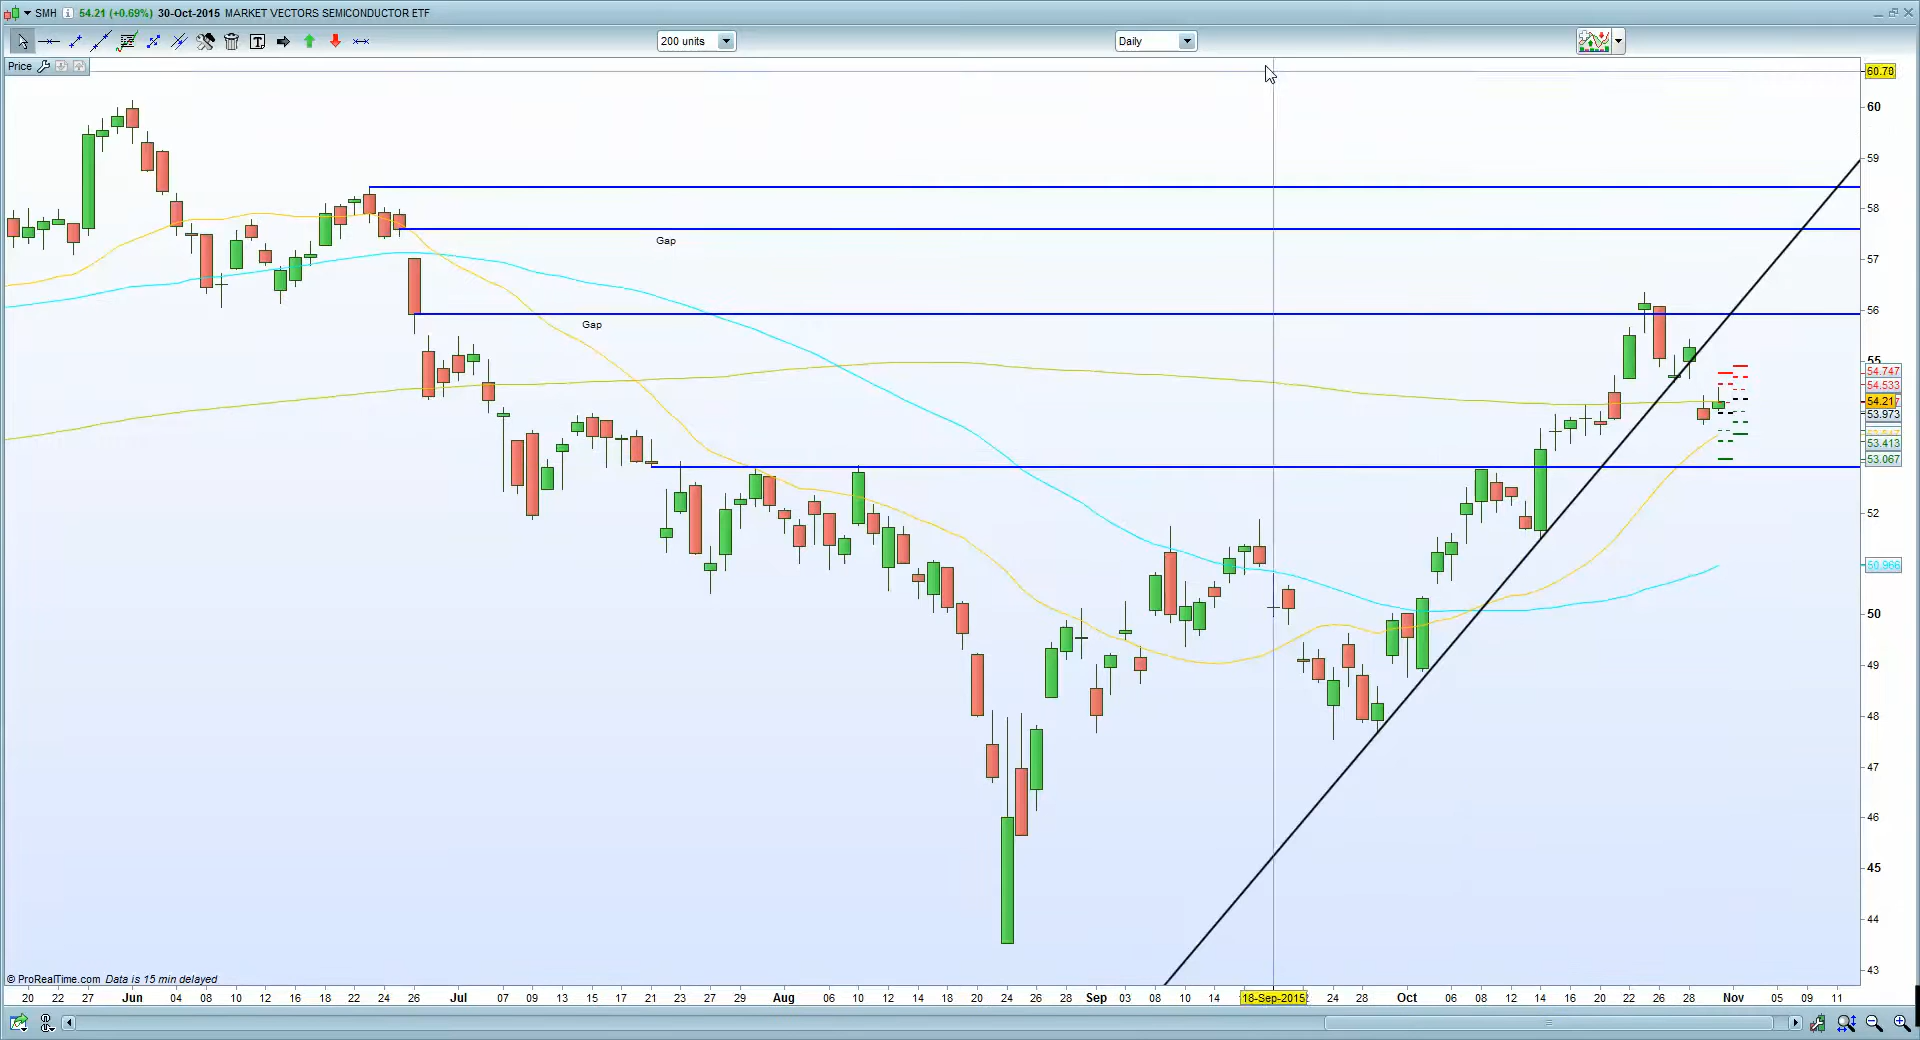 SMH 54.21 (+0.69%) 30-Oct-2015 MARKET VECTORS SEMICONDUCTOR ETF
200 units
Daily
Price
60.78
60
59
58
Gap
57
56
Gap
55
54.747
54.533
54.21
53.973
53.413
53.067
52
50.966
50
49
48
47
46
45
44
43
© ProRealTime.com Data is 15 min delayed
20 22 27 Jun 04 08 10 12 16 18 22 24 26 Jul 07 09 13 15 17 21 23 27 29 Aug 06 10 12 14 18 20 24 26 28 Sep 03 08 10 14 18-Sep-2015 24 28 Oct 06 08 12 14 16 20 22 26 28 Nov 05 09 11